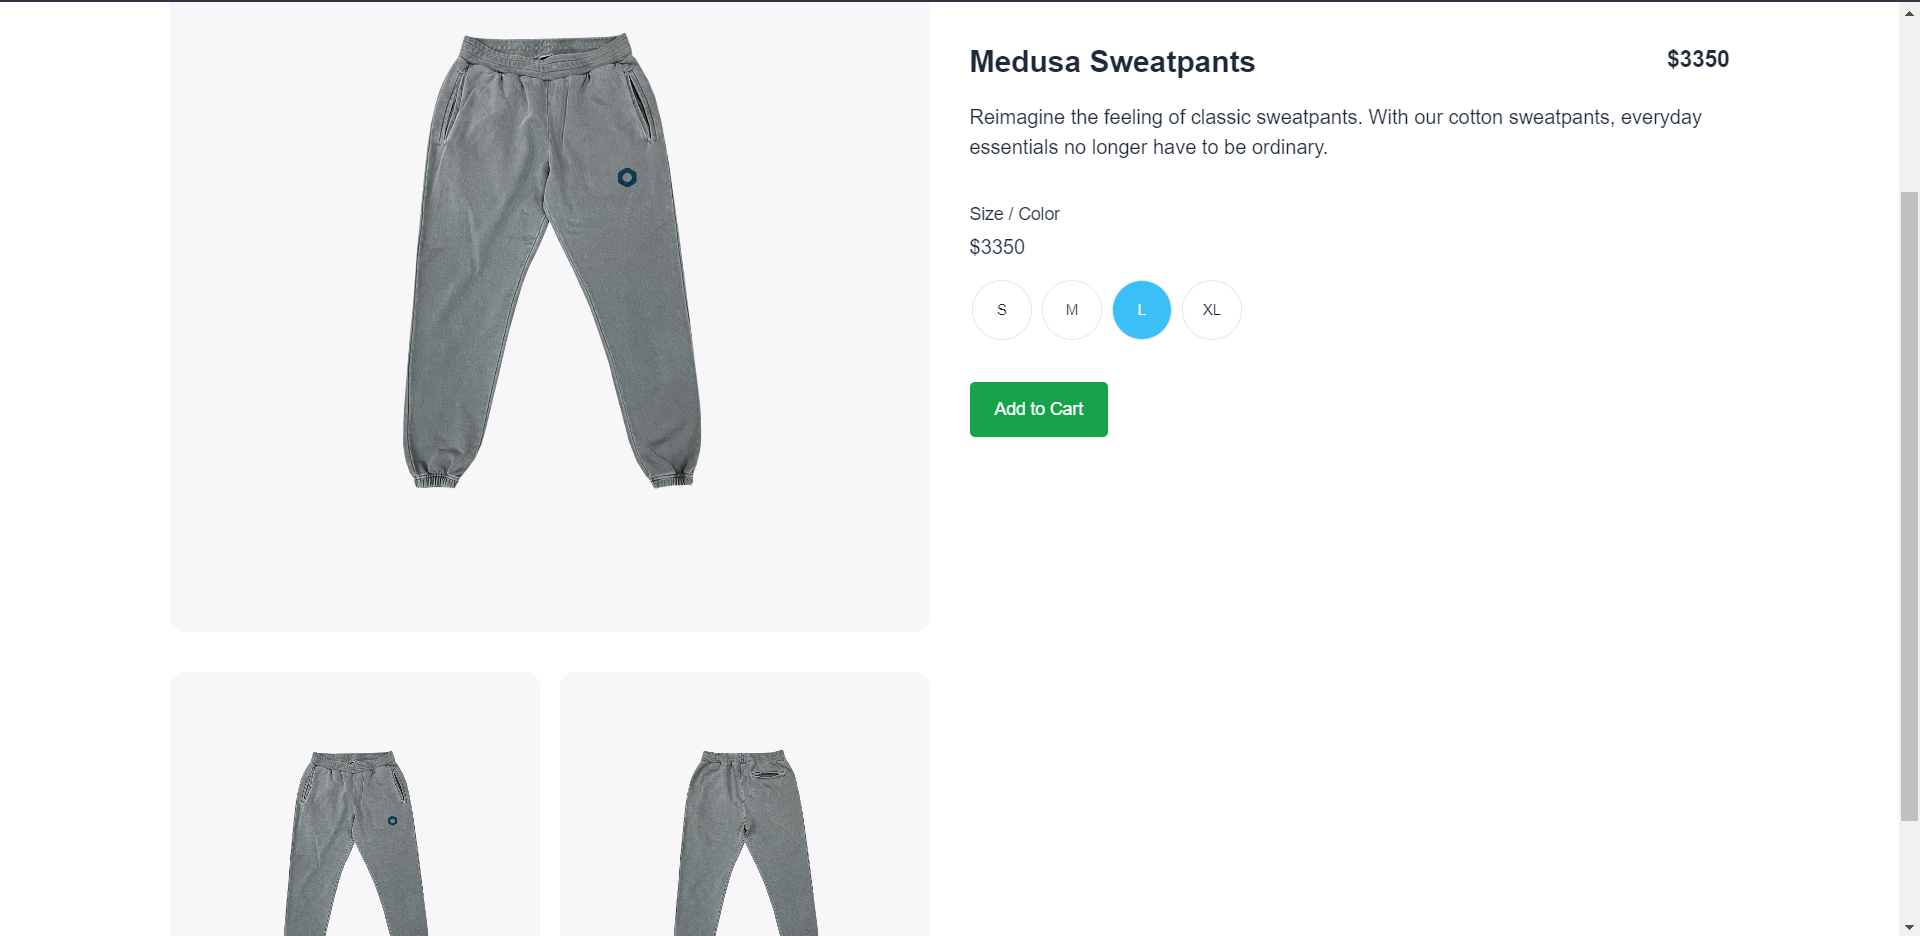 Medusa Sweatpants
$3350
Reimagine the feeling of classic sweatpants. With our cotton sweatpants, everyday
essentials no longer have to be ordinary.
Size / Color
$3350
S
M
L
XL
Add to Cart